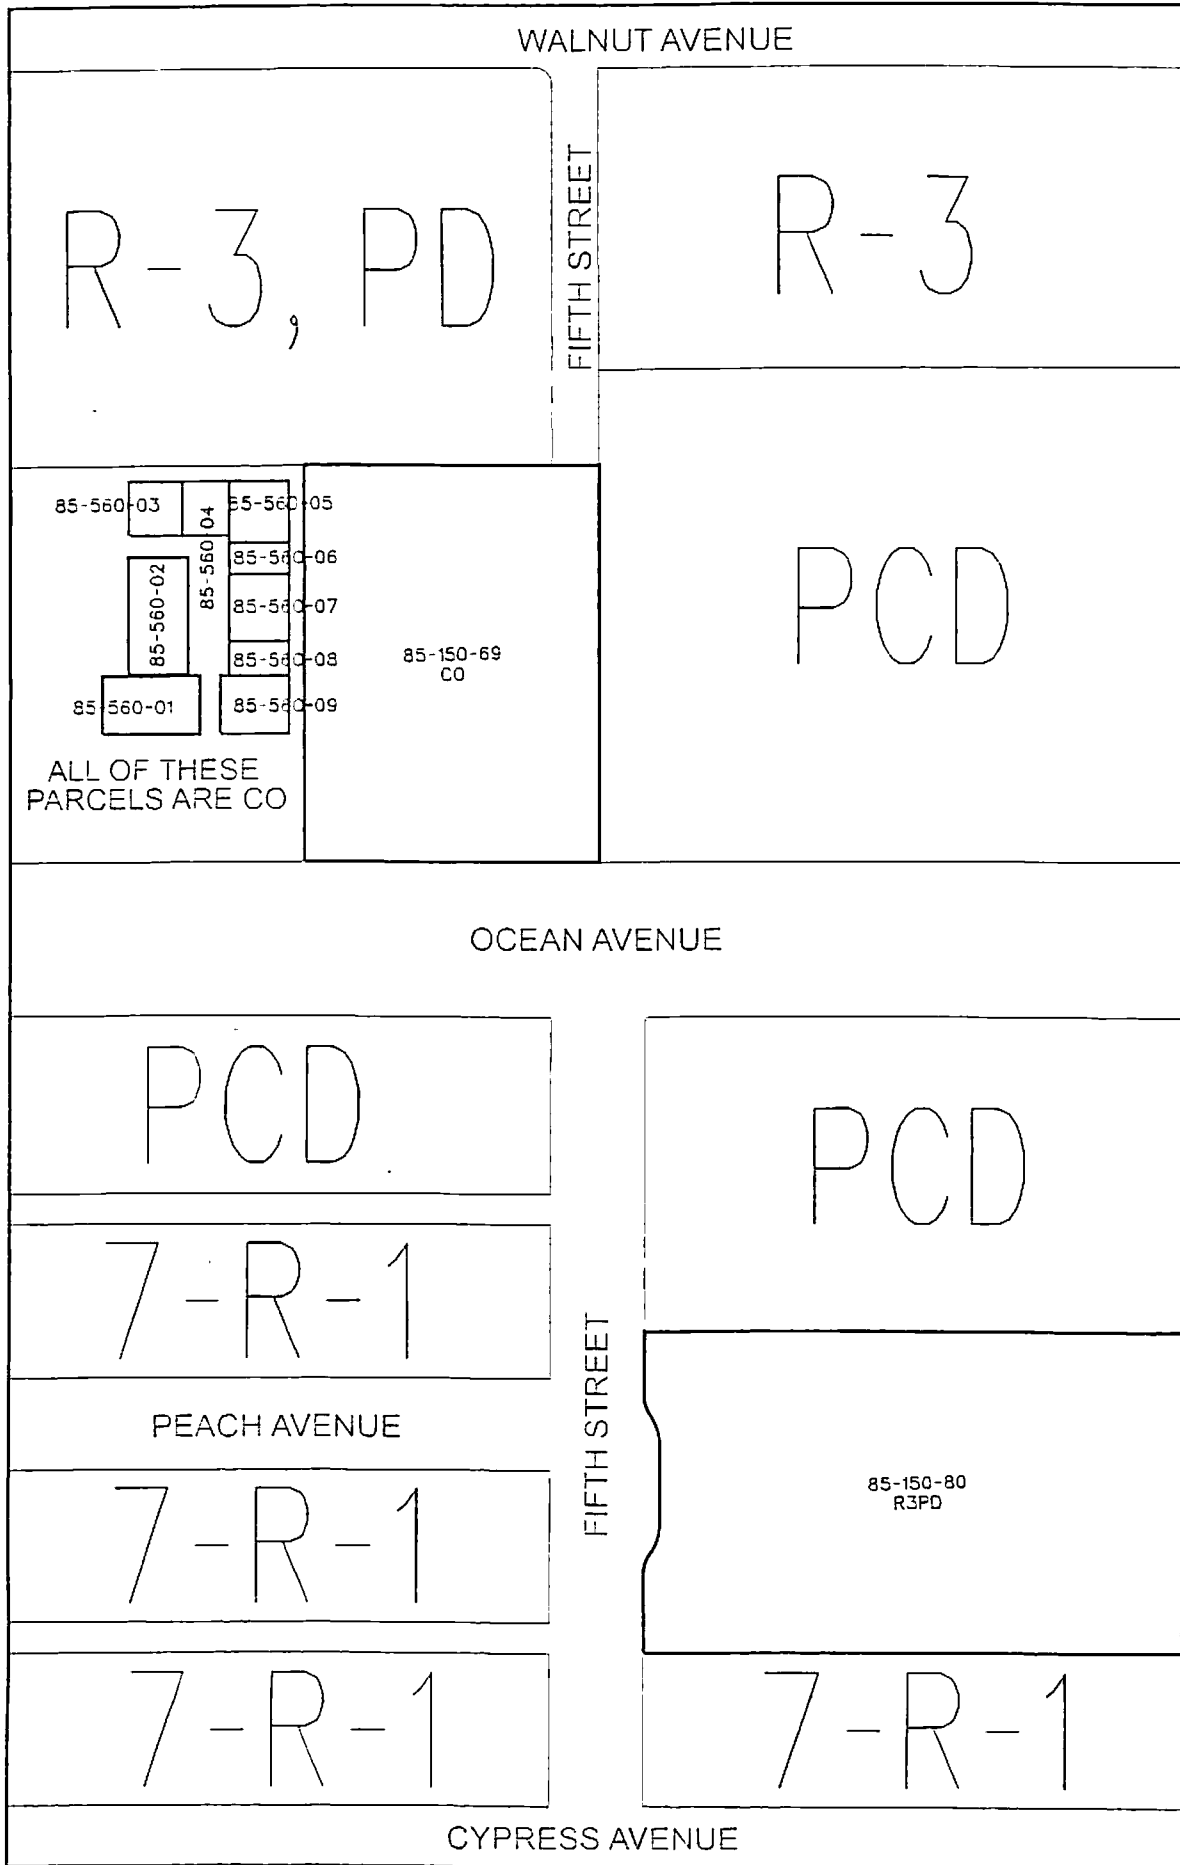 WALNUT AVENUE
R-3, PD
FIFTH STREET
R-3
85-560-03
85-560-04
85-560-05
85-560-06
85-560-02
85-560-07
85-560-08
85-560-01
85-560-09
85-150-69
CO
PCD
ALL OF THESE
PARCELS ARE CO
OCEAN AVENUE
PCD
PCD
7-R-1
FIFTH STREET
PEACH AVENUE
7-R-1
85-150-80
R3PD
7-R-1
7-R-1
CYPRESS AVENUE